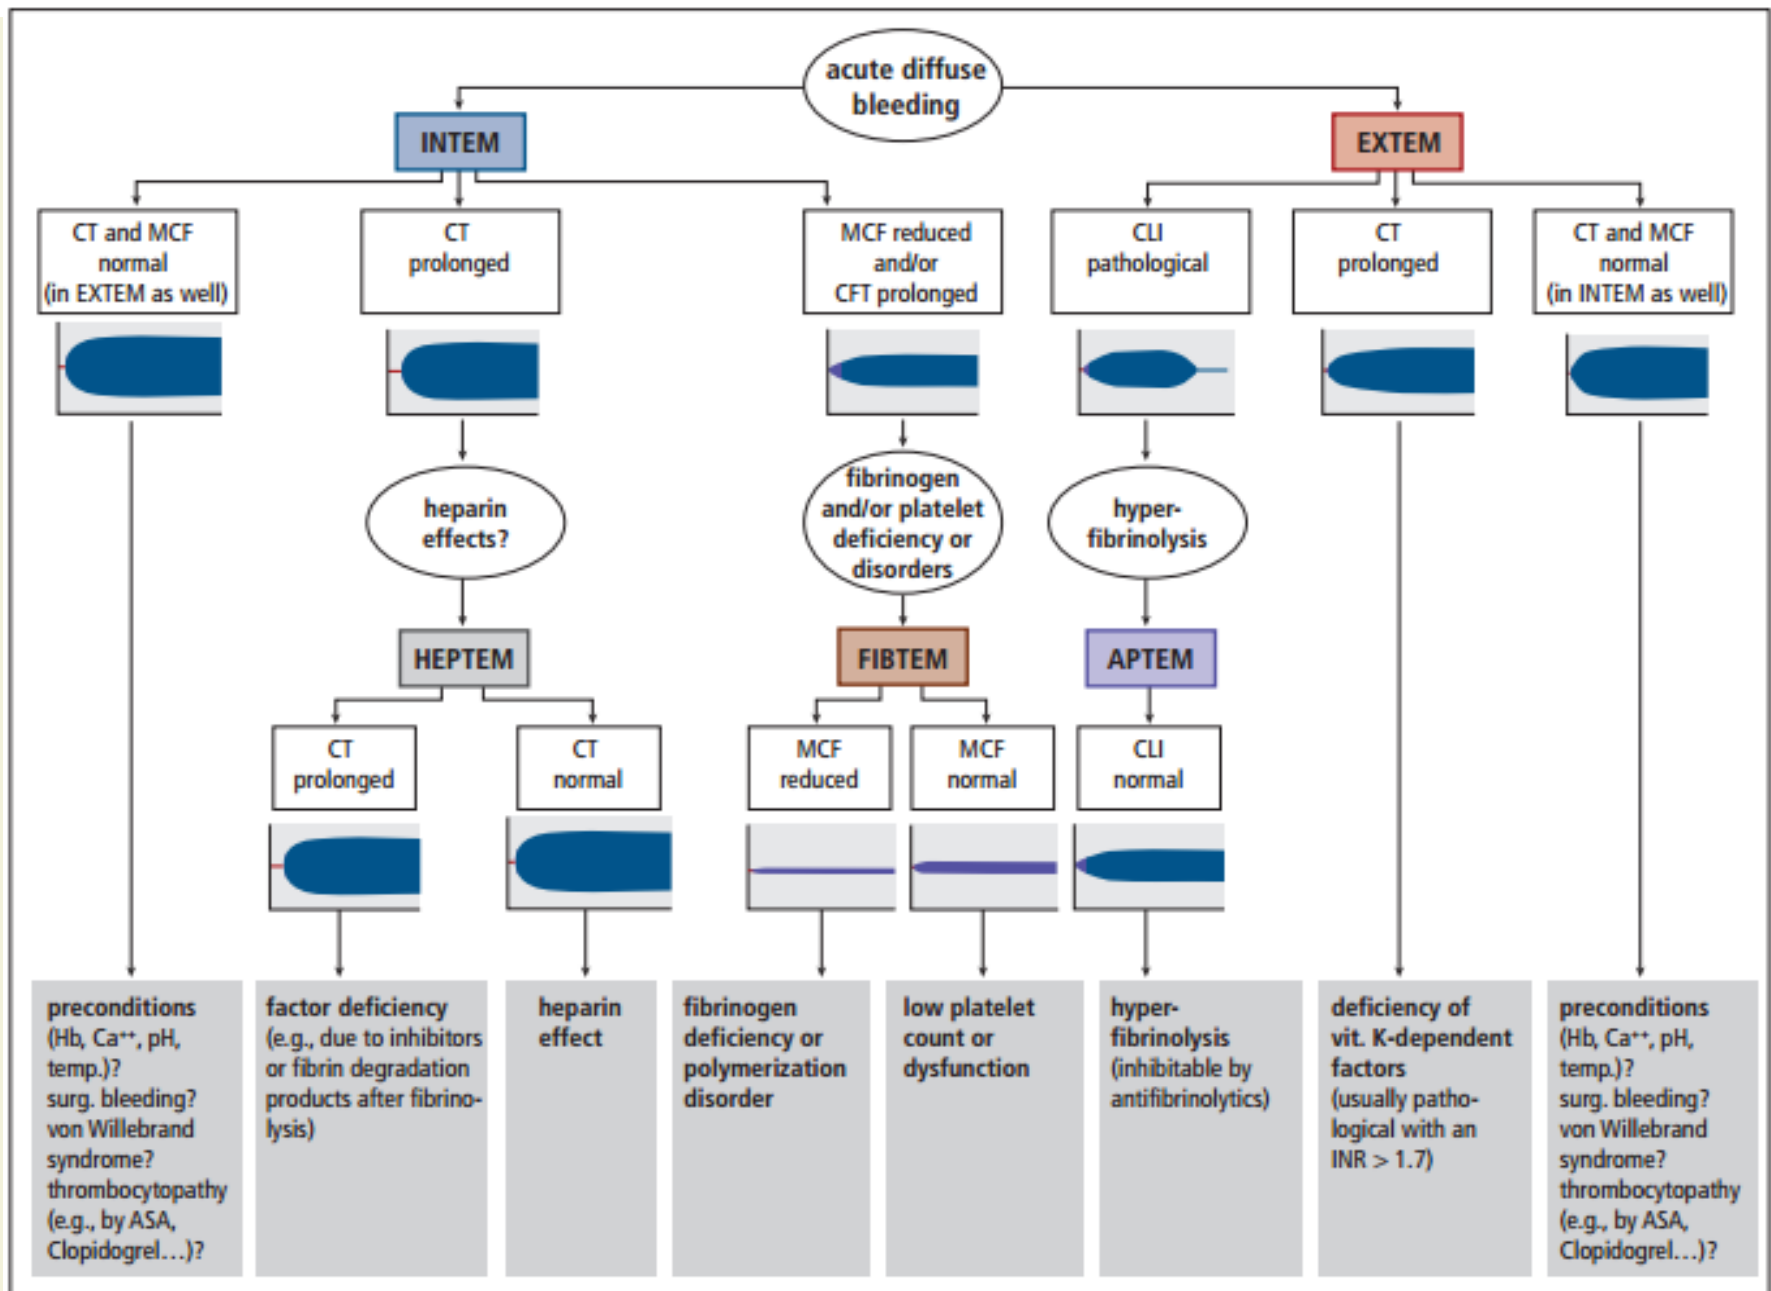 acute diffuse
bleeding
INTEM
EXTEM
CT and MCF
normal
(in EXTEM as well)
CT
prolonged
MCF reduced
and/or
CFT prolonged
CLI
pathological
CT
prolonged
CT and MCF
normal
(in INTEM as well)
heparin
effects?
fibrinogen
and/or platelet
deficiency or
disorders
hyper-
fibrinolysis
HEPTEM
FIBTEM
APTEM
CT
prolonged
CT
normal
MCF
reduced
MCF
normal
CLI
normal
preconditions
(Hb, Ca⁺⁺, pH,
temp.)?
surg. bleeding?
von Willebrand
syndrome?
thrombocytopathy
(e.g., by ASA,
Clopidogrel...)?
factor deficiency
(e.g., due to inhibitors
or fibrin degradation
products after fibrino-
lysis)
heparin
effect
fibrinogen
deficiency or
polymerization
disorder
low platelet
count or
dysfunction
hyper-
fibrinolysis
(inhibitable by
antifibrinolytics)
deficiency of
vit. K-dependent
factors
(usually patho-
logical with an
INR > 1.7)
preconditions
(Hb, Ca⁺⁺, pH,
temp.)?
surg. bleeding?
von Willebrand
syndrome?
thrombocytopathy
(e.g., by ASA,
Clopidogrel...)?